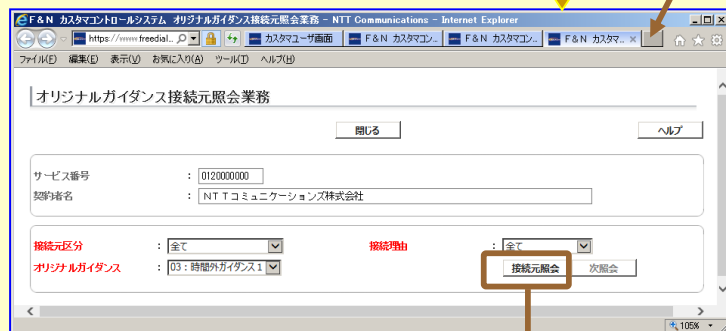 F&N カスタマコントロールシステム オリジナルガイダンス接続元照会業務 - NTT Communications - Internet Explorer
https://www.freedial...
カスタマユーザ画面
F&N カスタマコン...
F&N カスタマコン...
F&N カスタマ...
ファイル(F) 編集(E) 表示(V) お気に入り(A) ツール(T) ヘルプ(H)
オリジナルガイダンス接続元照会業務
閉じる ヘルプ
サービス番号 : 0120000000
契約者名 : NTTコミュニケーションズ株式会社
接続元区分 : 全て 接続理由 : 全て
オリジナルガイダンス : 03:時間外ガイダンス1 接続元照会 次照会
105%